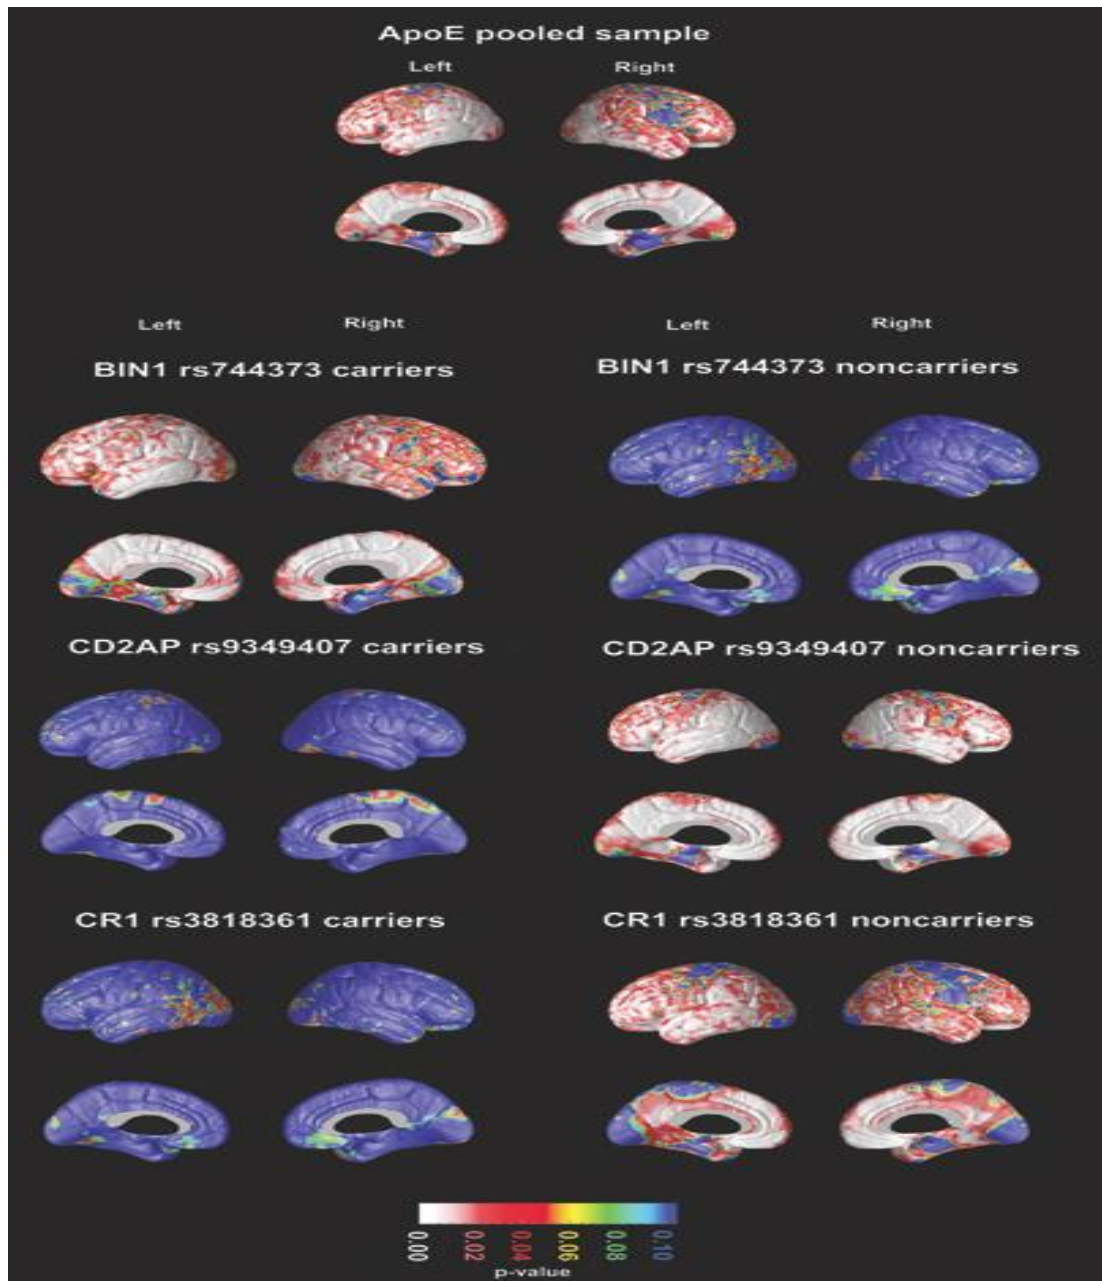 ApoE pooled sample
Left Right
Left Right Left Right
BIN1 rs744373 carriers BIN1 rs744373 noncarriers
CD2AP rs9349407 carriers CD2AP rs9349407 noncarriers
CR1 rs3818361 carriers CR1 rs3818361 noncarriers
0.00 0.02 0.04 0.06 0.08 0.10
p-value